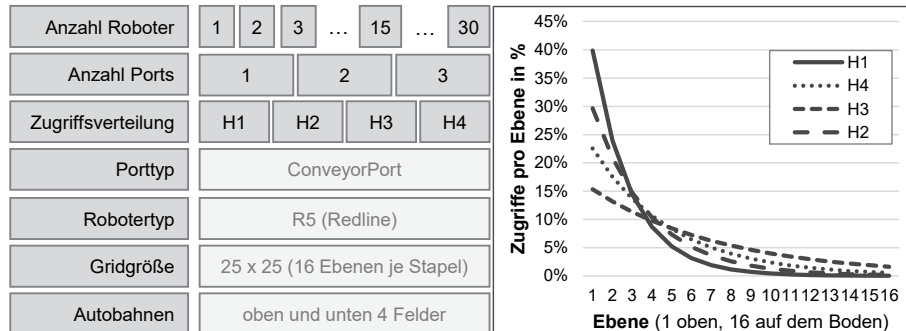 Anzahl Roboter 1 2 3 … 15 … 30
Anzahl Ports 1 2 3
Zugriffsverteilung H1 H2 H3 H4
Porttyp ConveyorPort
Robotertyp R5 (Redline)
Gridgröße 25 x 25 (16 Ebenen je Stapel)
Autobahnen oben und unten 4 Felder
Zugriffe pro Ebene in %
45%
40%
35%
30%
25%
20%
15%
10%
5%
0%
H1
H4
H3
H2
1 2 3 4 5 6 7 8 9 10 11 12 13 14 15 16
Ebene (1 oben, 16 auf dem Boden)